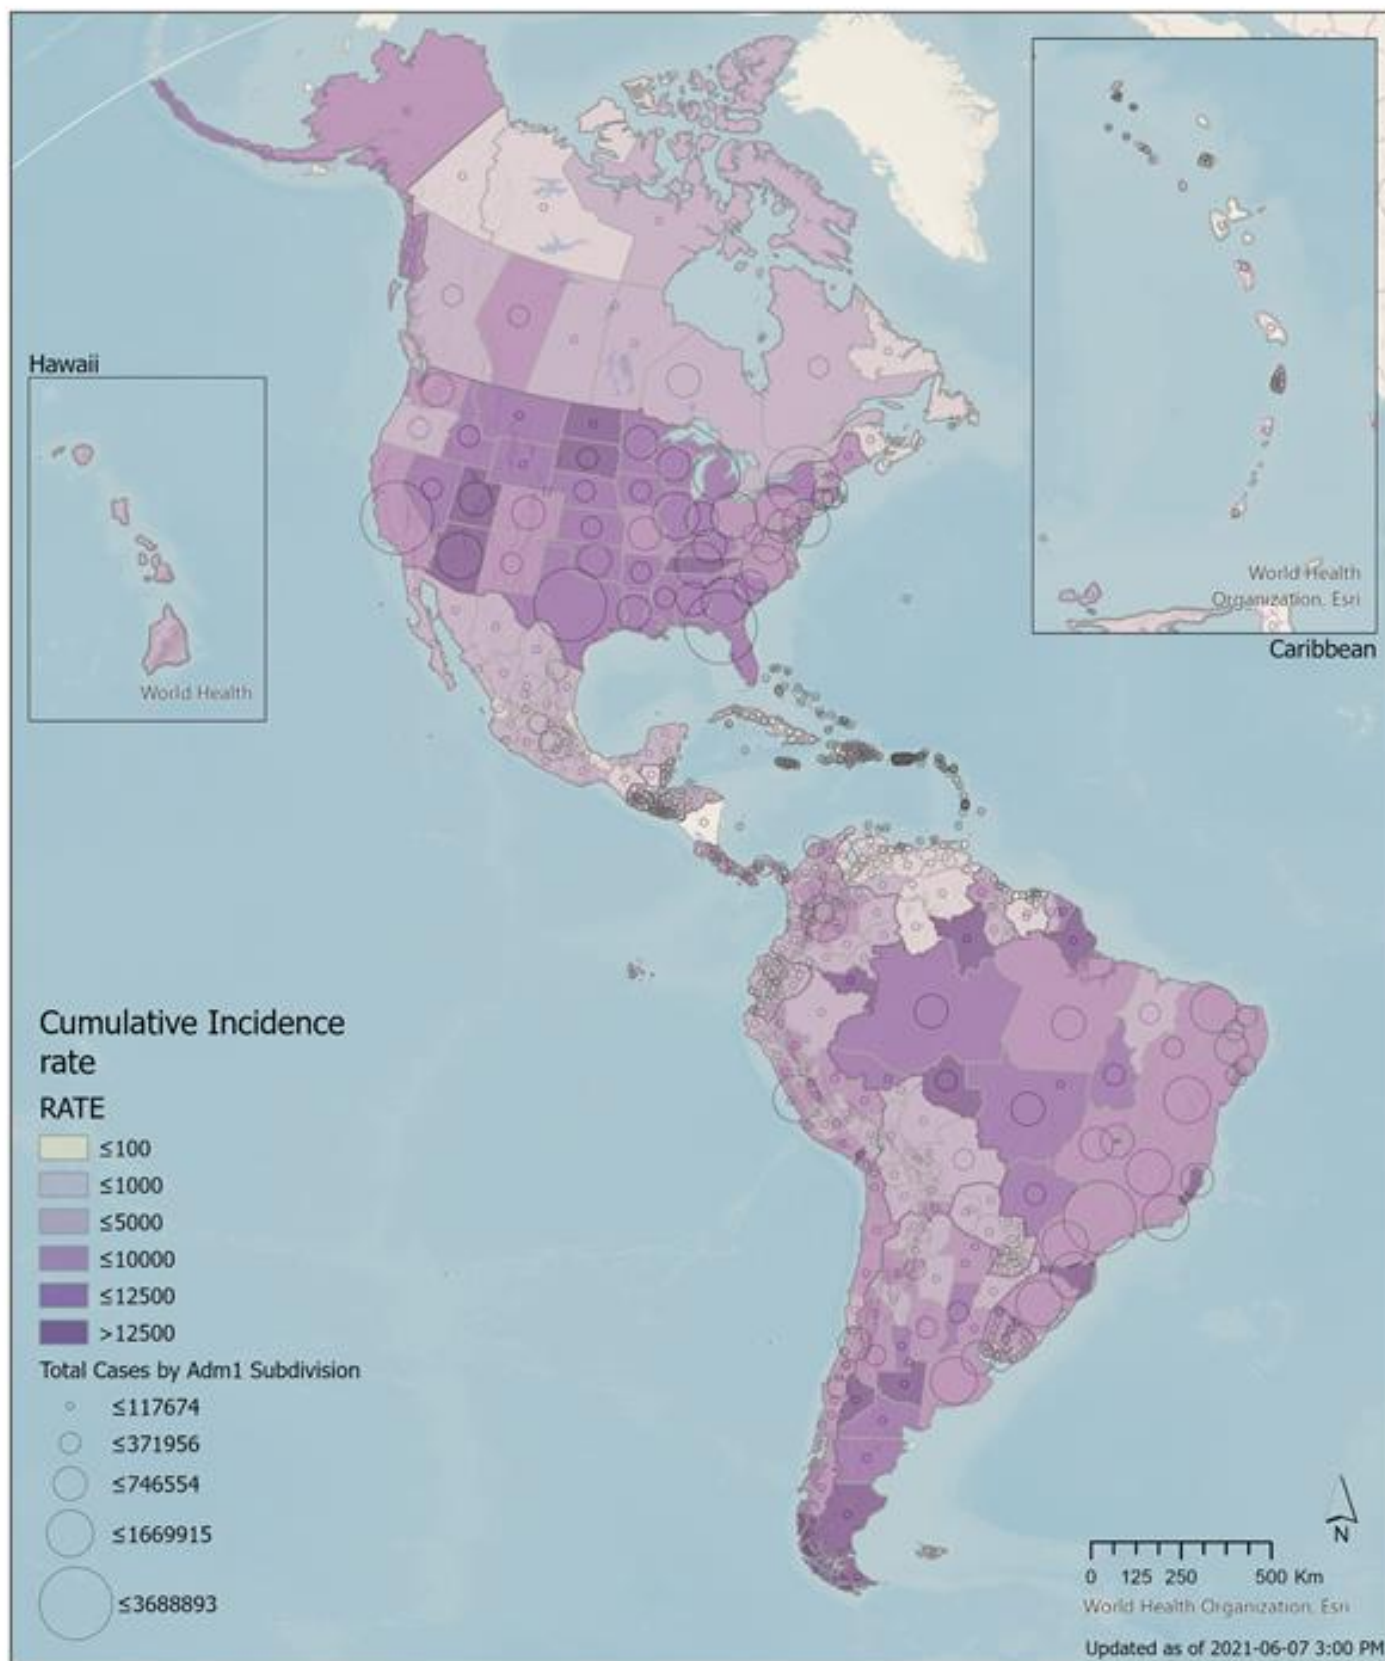 Hawaii
World Health
World Health
Organization, Esri
Caribbean
Cumulative Incidence
rate
RATE
≤100
≤1000
≤5000
≤10000
≤12500
>12500
Total Cases by Adm1 Subdivision
≤117674
≤371956
≤746554
≤1669915
≤3688893
N
0 125 250 500 Km
World Health Organization, Esri
Updated as of 2021-06-07 3:00 PM